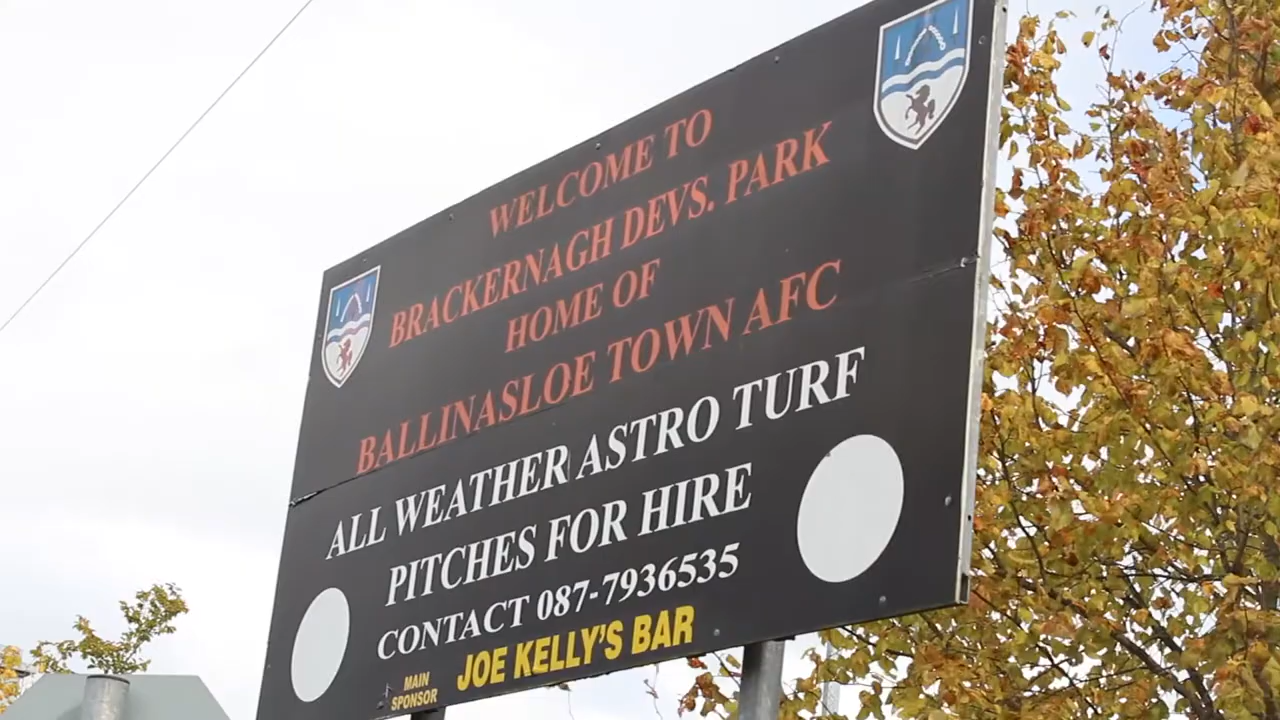 WELCOME TO
BRACKERNAGH DEVS. PARK
HOME OF
BALLINASLOE TOWN AFC
ALL WEATHER ASTRO TURF
PITCHES FOR HIRE
CONTACT 087-7936535
MAIN
SPONSOR
JOE KELLY'S BAR